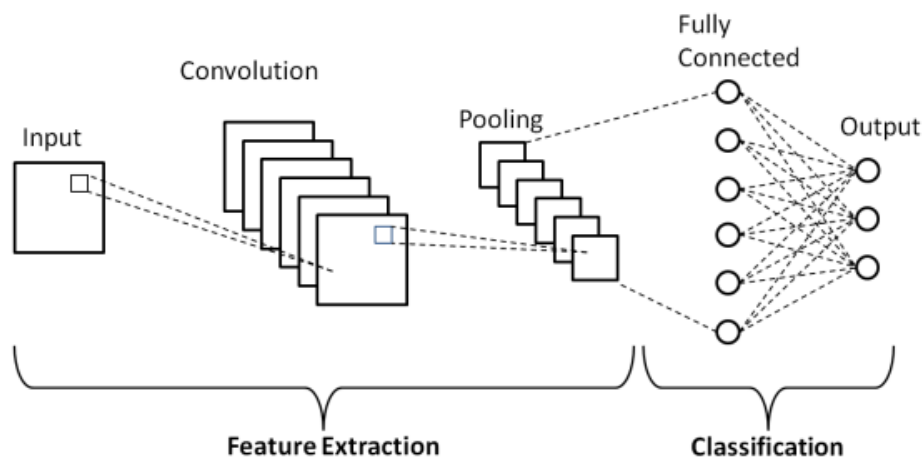 Fully
Connected
Convolution
Pooling
Input
Output
Feature Extraction
Classification